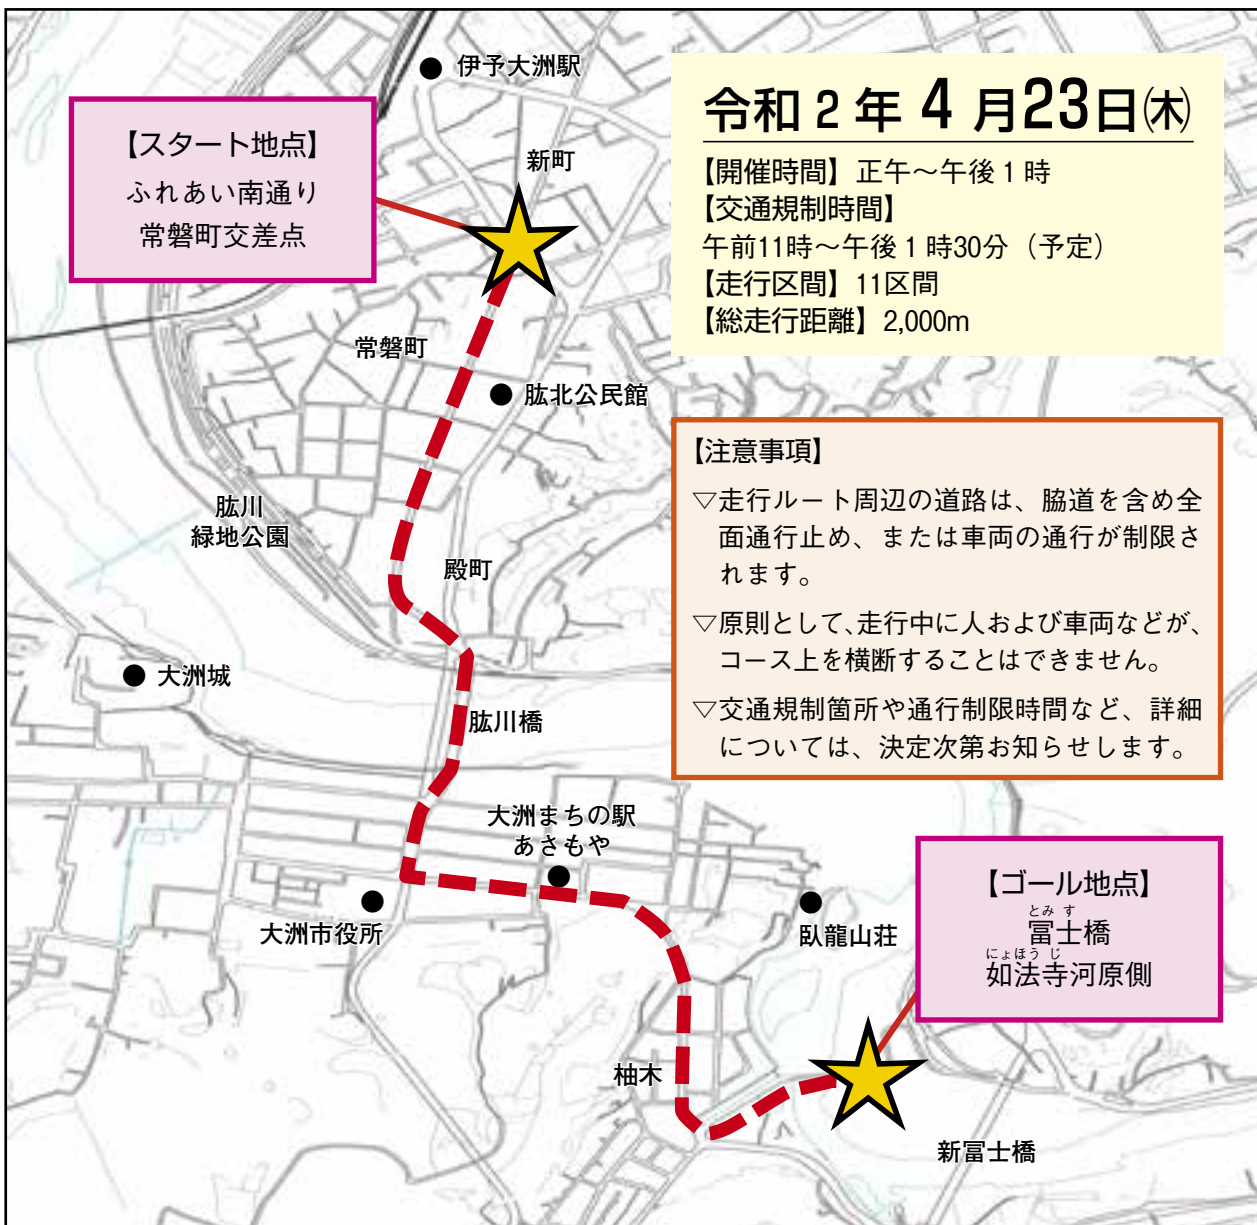 伊予大洲駅
【スタート地点】
ふれあい南通り
常磐町交差点
新町
令和2年4月23日㈭
【開催時間】正午～午後1時
【交通規制時間】
午前11時～午後1時30分（予定）
【走行区間】11区間
【総走行距離】2,000m
常磐町
肱北公民館
【注意事項】
▽走行ルート周辺の道路は、脇道を含め全
面通行止め、または車両の通行が制限さ
れます。
▽原則として、走行中に人および車両などが、
コース上を横断することはできません。
▽交通規制箇所や通行制限時間など、詳細
については、決定次第お知らせします。
肱川
緑地公園
殿町
大洲城
肱川橋
大洲まちの駅
あさもや
大洲市役所
臥龍山荘
【ゴール地点】
とみす
冨士橋
にょほうじ
如法寺河原側
柚木
新冨士橋